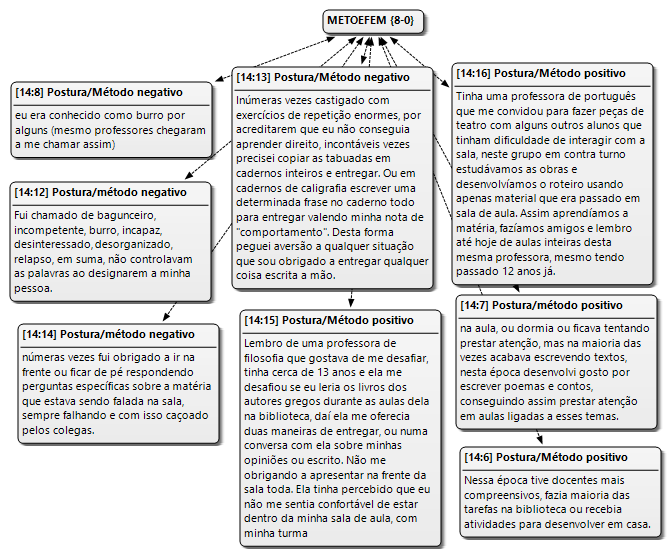 METOEFEM {8-0}
[14:8] Postura/Método negativo
eu era conhecido como burro por
alguns (mesmo professores chegaram
a me chamar assim)
[14:13] Postura/Método negativo
Inúmeras vezes castigado com
exercícios de repetição enormes, por
acreditarem que eu não conseguia
aprender direito, incontáveis vezes
precisei copiar as tabuadas em
cadernos inteiros e entregar. Ou em
cadernos de caligrafia escrever uma
determinada frase no caderno todo
para entregar valendo minha nota de
"comportamento". Desta forma
peguei aversão a qualquer situação
que sou obrigado a entregar qualquer
coisa escrita a mão.
[14:16] Postura/Método positivo
Tinha uma professora de português
que me convidou para fazer peças de
teatro com alguns outros alunos que
tinham dificuldade de interagir com a
sala, neste grupo em contra turno
estudávamos as obras e
desenvolvíamos o roteiro usando
apenas material que era passado em
sala de aula. Assim aprendíamos a
matéria, fazíamos amigos e lembro
até hoje de aulas inteiras desta
mesma professora, mesmo tendo
passado 12 anos já.
[14:12] Postura/método negativo
Fui chamado de bagunceiro,
incompetente, burro, incapaz,
desinteressado, desorganizado,
relapso, em suma, não controlavam
as palavras ao designarem a minha
pessoa.
[14:7] Postura/Método positivo
na aula, ou dormia ou ficava tentando
prestar atenção, mas na maioria das
vezes acabava escrevendo textos,
nesta época desenvolvi gosto por
escrever poemas e contos,
conseguindo assim prestar atenção
em aulas ligadas a esses temas.
[14:15] Postura/Método positivo
Lembro de uma professora de
filosofia que gostava de me desafiar,
tinha cerca de 13 anos e ela me
desafiou se eu leria os livros dos
autores gregos durante as aulas dela
na biblioteca, daí ela me oferecia
duas maneiras de entregar, ou numa
conversa com ela sobre minhas
opiniões ou escrito. Não me
obrigando a apresentar na frente da
sala toda. Ela tinha percebido que eu
não me sentia confortável de estar
dentro da minha sala de aula, com
minha turma
[14:14] Postura/método negativo
números vezes fui obrigado a ir na
frente ou ficar de pé respondendo
perguntas específicas sobre a matéria
que estava sendo falada na sala,
sempre falhando e com isso caçoado
pelos colegas.
[14:6] Postura/Método positivo
Nessa época tive docentes mais
compreensivos, fazia maioria das
tarefas na biblioteca ou recebia
atividades para desenvolver em casa.